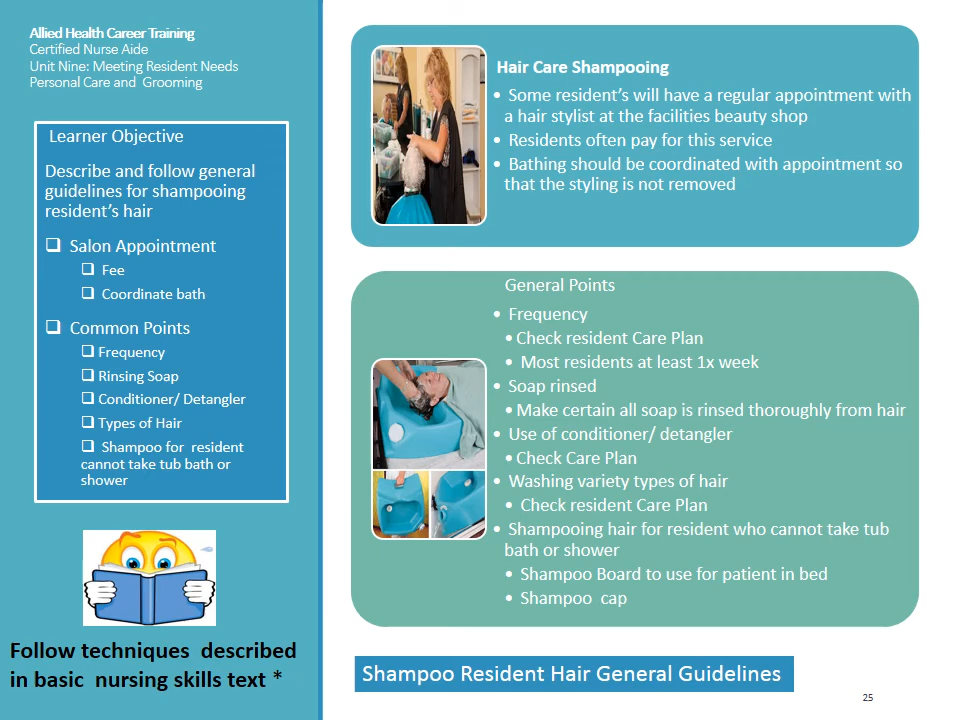 Allied Health Career Training
Certified Nurse Aide
Unit Nine: Meeting Resident Needs
Personal Care and  Grooming
Learner Objective
Describe and follow general
guidelines for shampooing
resident's hair
❑ Salon Appointment
❑ Fee
❑ Coordinate bath
❑ Common Points
❑ Frequency
❑ Rinsing Soap
❑ Conditioner/ Detangler
❑ Types of Hair
❑ Shampoo for  resident
cannot take tub bath or
shower
Follow techniques  described
in basic  nursing skills text *
Hair Care Shampooing
• Some resident's will have a regular appointment with
a hair stylist at the facilities beauty shop
• Residents often pay for this service
• Bathing should be coordinated with appointment so
that the styling is not removed
General Points
• Frequency
• Check resident Care Plan
• Most residents at least 1x week
• Soap rinsed
• Make certain all soap is rinsed thoroughly from hair
• Use of conditioner/ detangler
• Check Care Plan
• Washing variety types of hair
• Check resident Care Plan
• Shampooing hair for resident who cannot take tub
bath or shower
• Shampoo Board to use for patient in bed
• Shampoo  cap
Shampoo Resident Hair General Guidelines
25